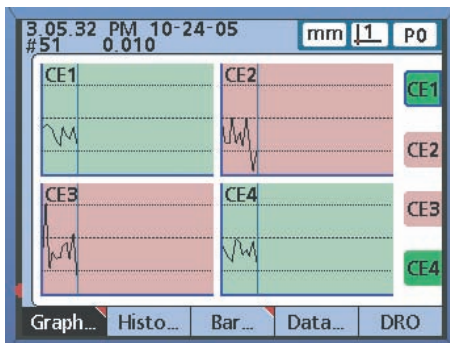 3.05.32 PM 10-24-05
#51 0.010
mm 1 P0
CE1 CE2
CE1
CE2
CE3 CE4
CE3
CE4
Graph... Histo... Bar... Data... DRO